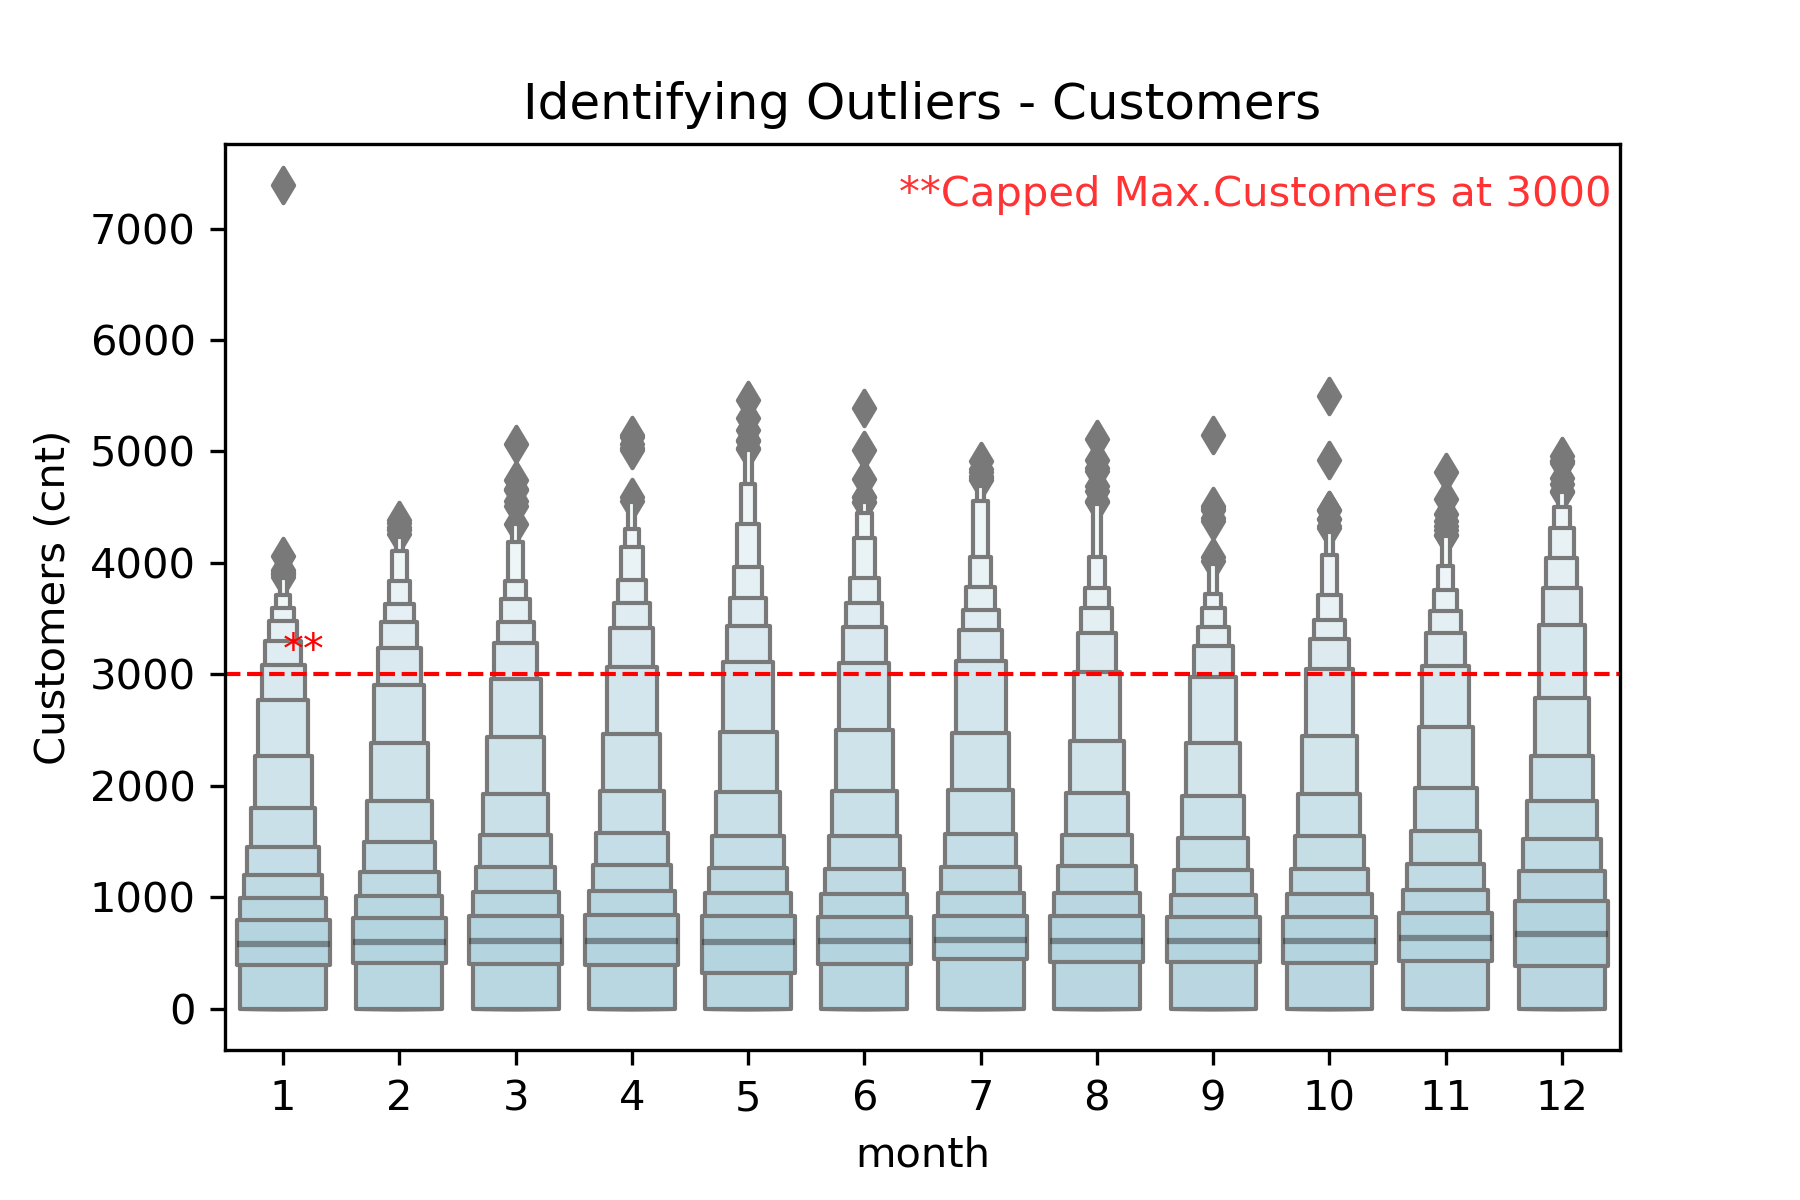 Identifying Outliers - Customers
**Capped Max.Customers at 3000
7000
6000
5000
4000
3000
2000
1000
0
**
Customers (cnt)
1 2 3 4 5 6 7 8 9 10 11 12
month